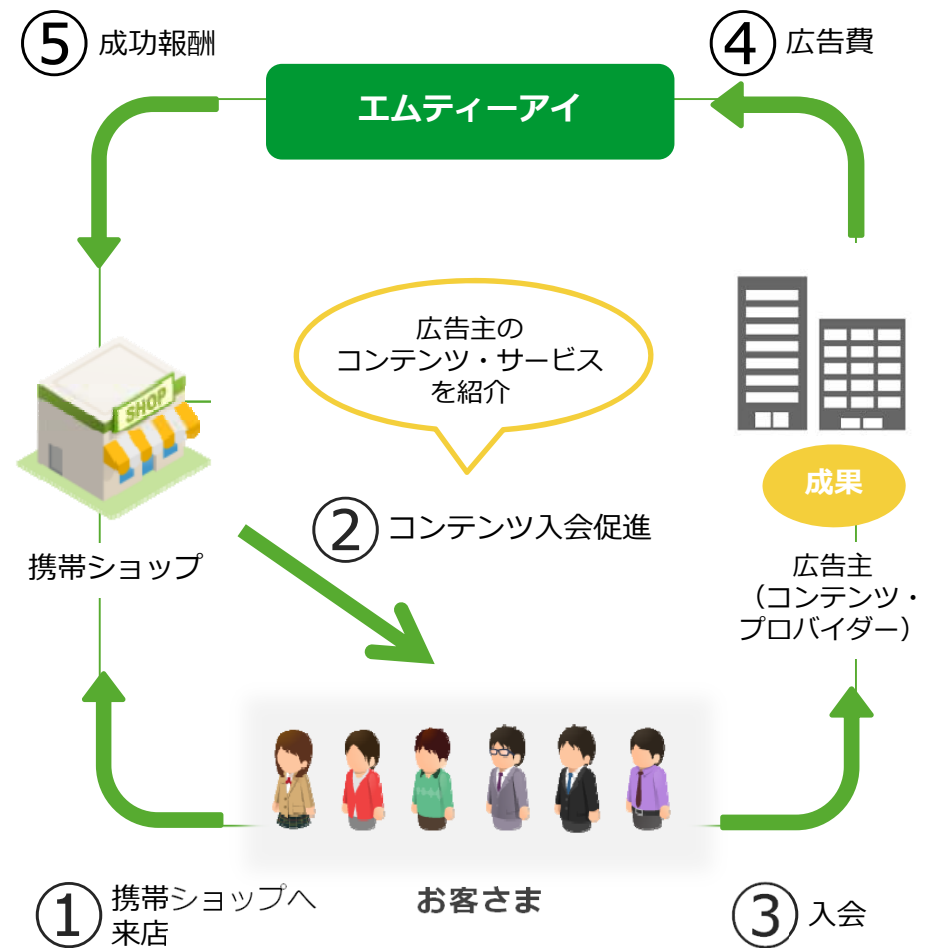 ⑤ 成功報酬
④ 広告費
エムティーアイ
広告主の
コンテンツ・サービス
を紹介
SHOP
成果
② コンテンツ入会促進
携帯ショップ
広告主
（コンテンツ・
プロバイダー）
お客さま
① 携帯ショップへ
来店
③ 入会